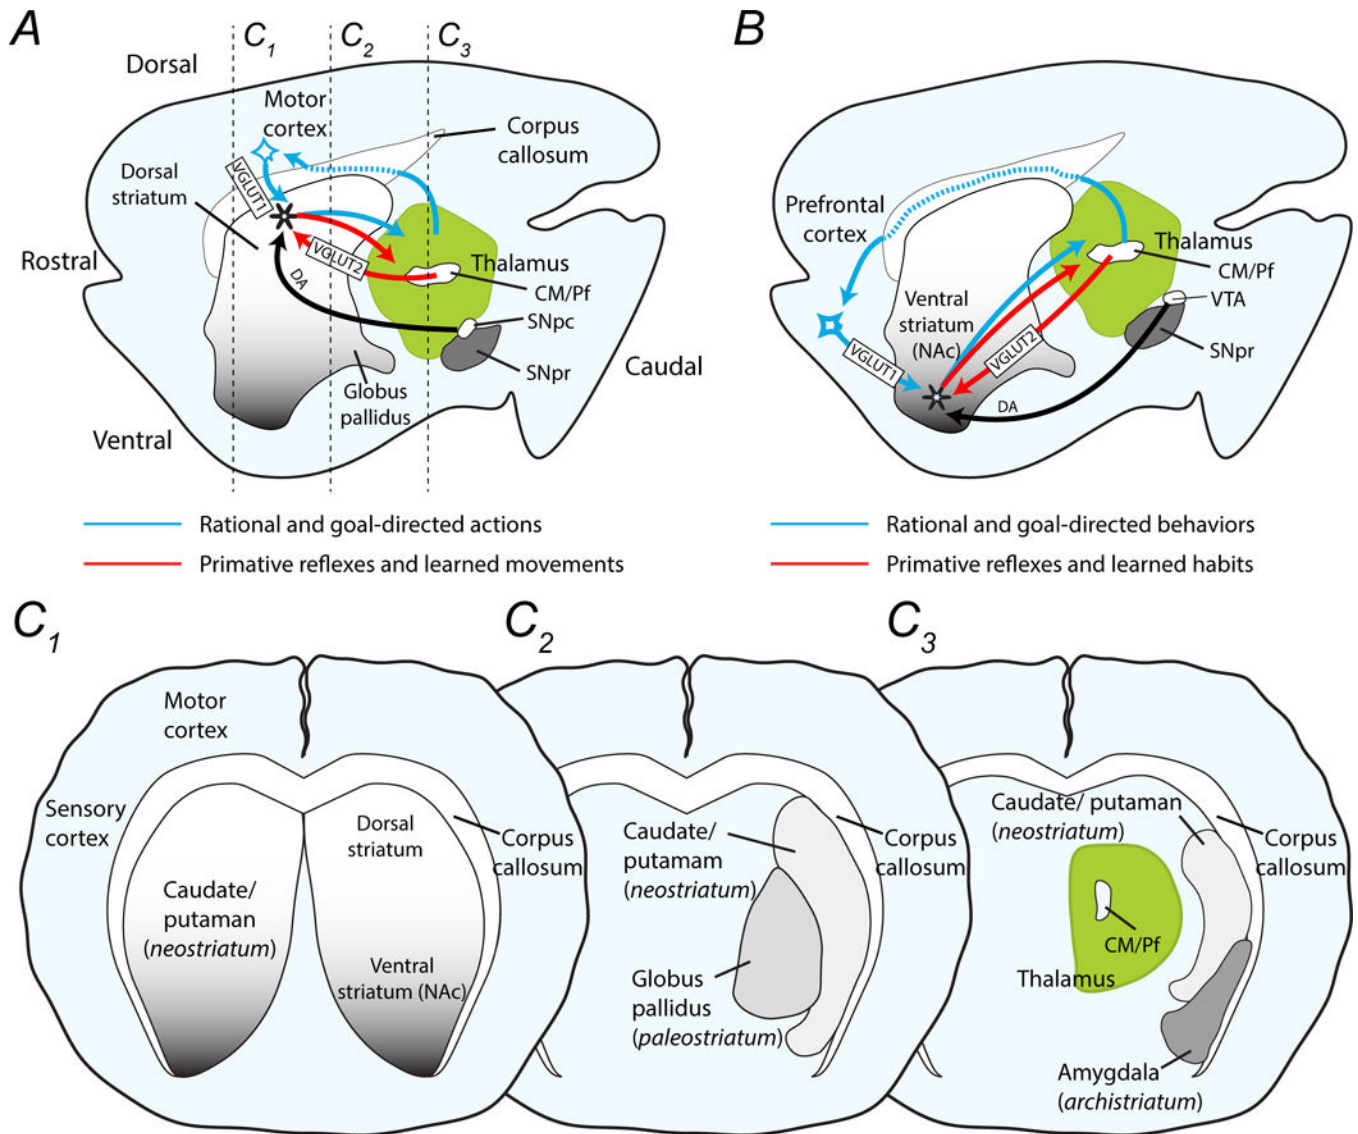 A
C1
C2
C3
Dorsal
Motor
cortex
Corpus
callosum
VGLUT1
Dorsal
striatum
Rostral
VGLUT2
DA
Thalamus
CM/Pf
SNpc
SNpr
Globus
pallidus
Caudal
Ventral
Rational and goal-directed actions
Primative reflexes and learned movements
B
Prefrontal
cortex
Thalamus
CM/Pf
VTA
SNpr
Ventral
striatum
(NAc)
VGLUT1
VGLUT2
DA
Rational and goal-directed behaviors
Primative reflexes and learned habits
C1
Motor
cortex
Sensory
cortex
Dorsal
striatum
Corpus
callosum
Caudate/
putaman
(neostriatum)
Ventral
striatum (NAc)
C2
Caudate/
putamam
(neostriatum)
Corpus
callosum
Globus
pallidus
(paleostriatum)
C3
Caudate/ putaman
(neostriatum)
Corpus
callosum
CM/Pf
Thalamus
Amygdala
(archistriatum)